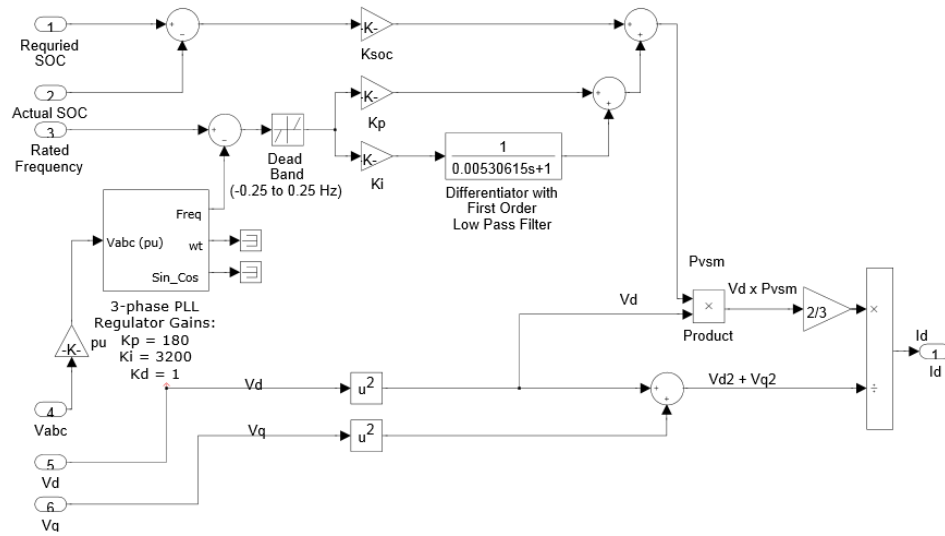 1
Requried
SOC
2
Actual SOC
3
Rated
Frequency
+
−
-K-
Ksoc
+
+
+
−
Dead
Band
(-0.25 to 0.25 Hz)
-K-
Kp
-K-
Ki
1
0.00530615s+1
Differentiator with
First Order
Low Pass Filter
+
+
Vabc (pu)
Freq
wt
Sin_Cos
3-phase PLL
Regulator Gains:
Kp = 180
Ki = 3200
Kd = 1
-K-
pu
4
Vabc
5
Vd
6
Vq
Vd
u²
Vq
u²
+
+
Vd
Pvsm
×
Product
Vd x Pvsm
2/3
Vd2 + Vq2
×
÷
Id
1
Id